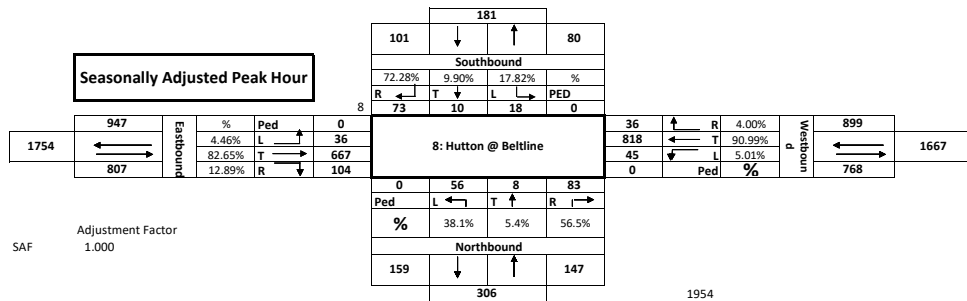 181
101 80
Southbound
Seasonally Adjusted Peak Hour
72.28% 9.90% 17.82% %
R T L PED
8 73 10 18 0
947 Eastbound % Ped 0 36 R 4.00% Westbound 899
1754 4.46% L 36 8: Hutton @ Beltline 818 T 90.99% 1667
82.65% T 667 45 L 5.01%
807 12.89% R 104 0 Ped % 768
0 56 8 83
Ped L T R
% 38.1% 5.4% 56.5%
Adjustment Factor
SAF 1.000
Northbound
159 147
306 1954